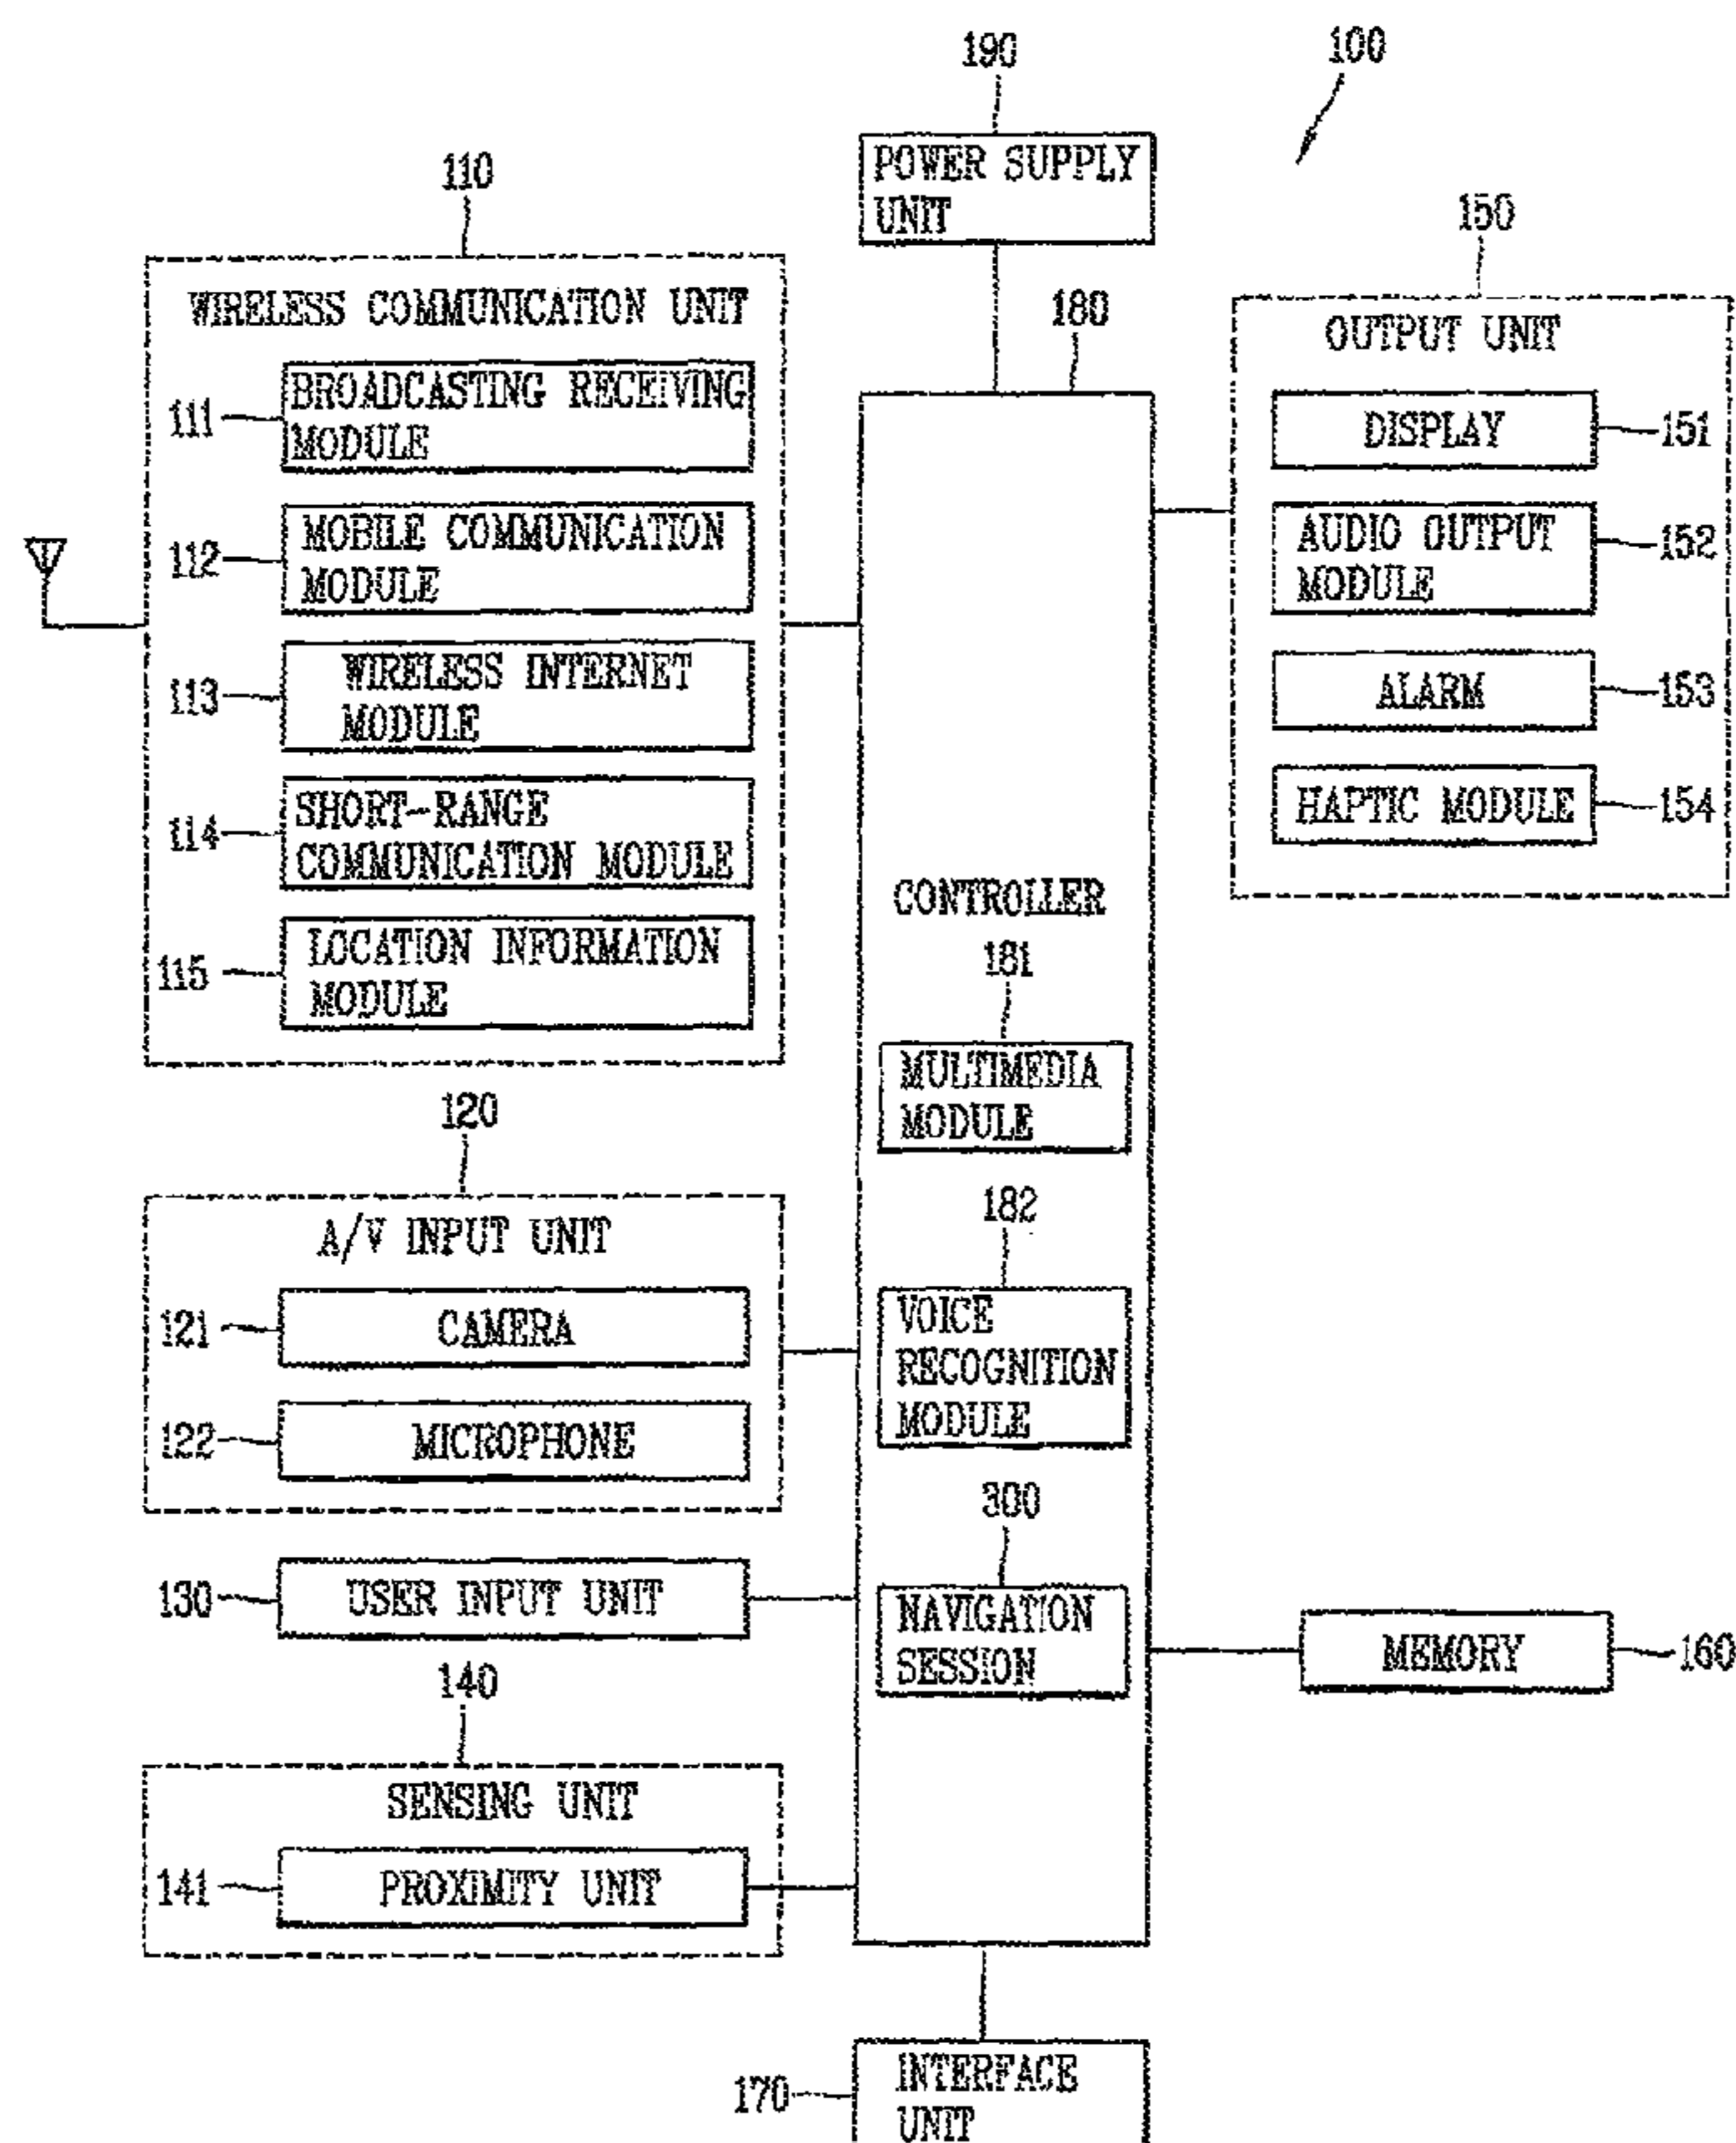 100
190
POWER SUPPLY
UNIT
110
WIRELESS COMMUNICATION UNIT
111
BROADCASTING RECEIVING
MODULE
112
MOBILE COMMUNICATION
MODULE
113
WIRELESS INTERNET
MODULE
114
SHORT-RANGE
COMMUNICATION MODULE
115
LOCATION INFORMATION
MODULE
120
A/V INPUT UNIT
121
CAMERA
122
MICROPHONE
130
USER INPUT UNIT
140
SENSING UNIT
141
PROXIMITY UNIT
180
CONTROLLER
181
MULTIMEDIA
MODULE
182
VOICE
RECOGNITION
MODULE
300
NAVIGATION
SESSION
150
OUTPUT UNIT
DISPLAY
151
AUDIO OUTPUT
MODULE
152
ALARM
153
HAPTIC MODULE
154
MEMORY
160
170
INTERFACE
UNIT